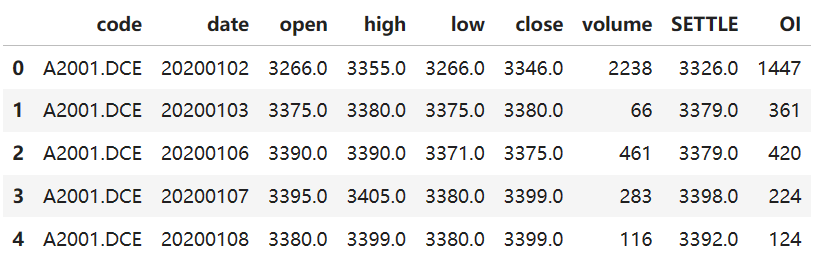 code date open high low close volume SETTLE OI
0 A2001.DCE 20200102 3266.0 3355.0 3266.0 3346.0 2238 3326.0 1447
1 A2001.DCE 20200103 3375.0 3380.0 3375.0 3380.0 66 3379.0 361
2 A2001.DCE 20200106 3390.0 3390.0 3371.0 3375.0 461 3379.0 420
3 A2001.DCE 20200107 3395.0 3405.0 3380.0 3399.0 283 3398.0 224
4 A2001.DCE 20200108 3380.0 3399.0 3380.0 3399.0 116 3392.0 124